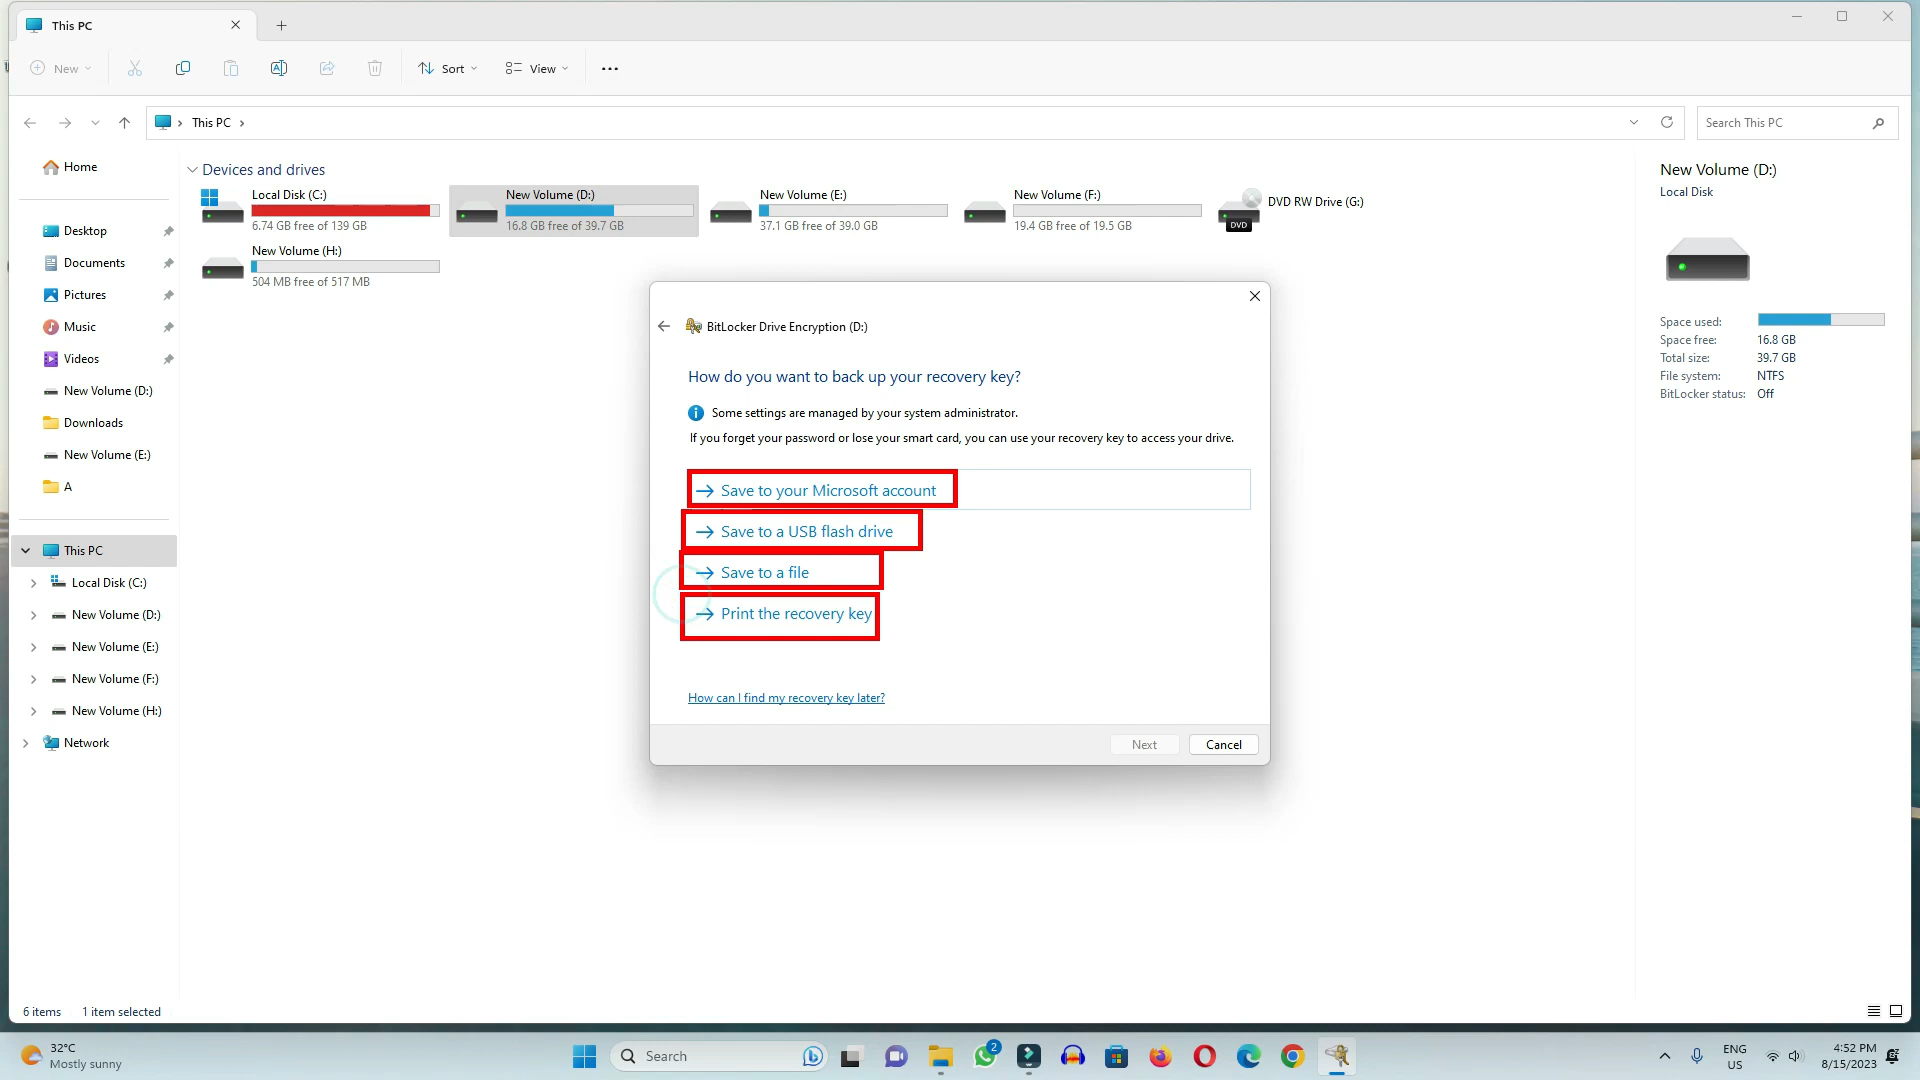 This PC
New
Sort
View
This PC
Search This PC
Home
Desktop
Documents
Pictures
Music
Videos
New Volume (D:)
Downloads
New Volume (E:)
A
This PC
Local Disk (C:)
New Volume (D:)
New Volume (E:)
New Volume (F:)
New Volume (H:)
Network
Devices and drives
Local Disk (C:)
6.74 GB free of 139 GB
New Volume (D:)
16.8 GB free of 39.7 GB
New Volume (E:)
37.1 GB free of 39.0 GB
New Volume (F:)
19.4 GB free of 19.5 GB
DVD RW Drive (G:)
DVD
New Volume (H:)
504 MB free of 517 MB
BitLocker Drive Encryption (D:)
How do you want to back up your recovery key?
Some settings are managed by your system administrator.
If you forget your password or lose your smart card, you can use your recovery key to access your drive.
Save to your Microsoft account
Save to a USB flash drive
Save to a file
Print the recovery key
How can I find my recovery key later?
Next
Cancel
New Volume (D:)
Local Disk
Space used:
Space free: 16.8 GB
Total size: 39.7 GB
File system: NTFS
BitLocker status: Off
6 items
1 item selected
32°C
Mostly sunny
Search
2
ENG
US
4:52 PM
8/15/2023